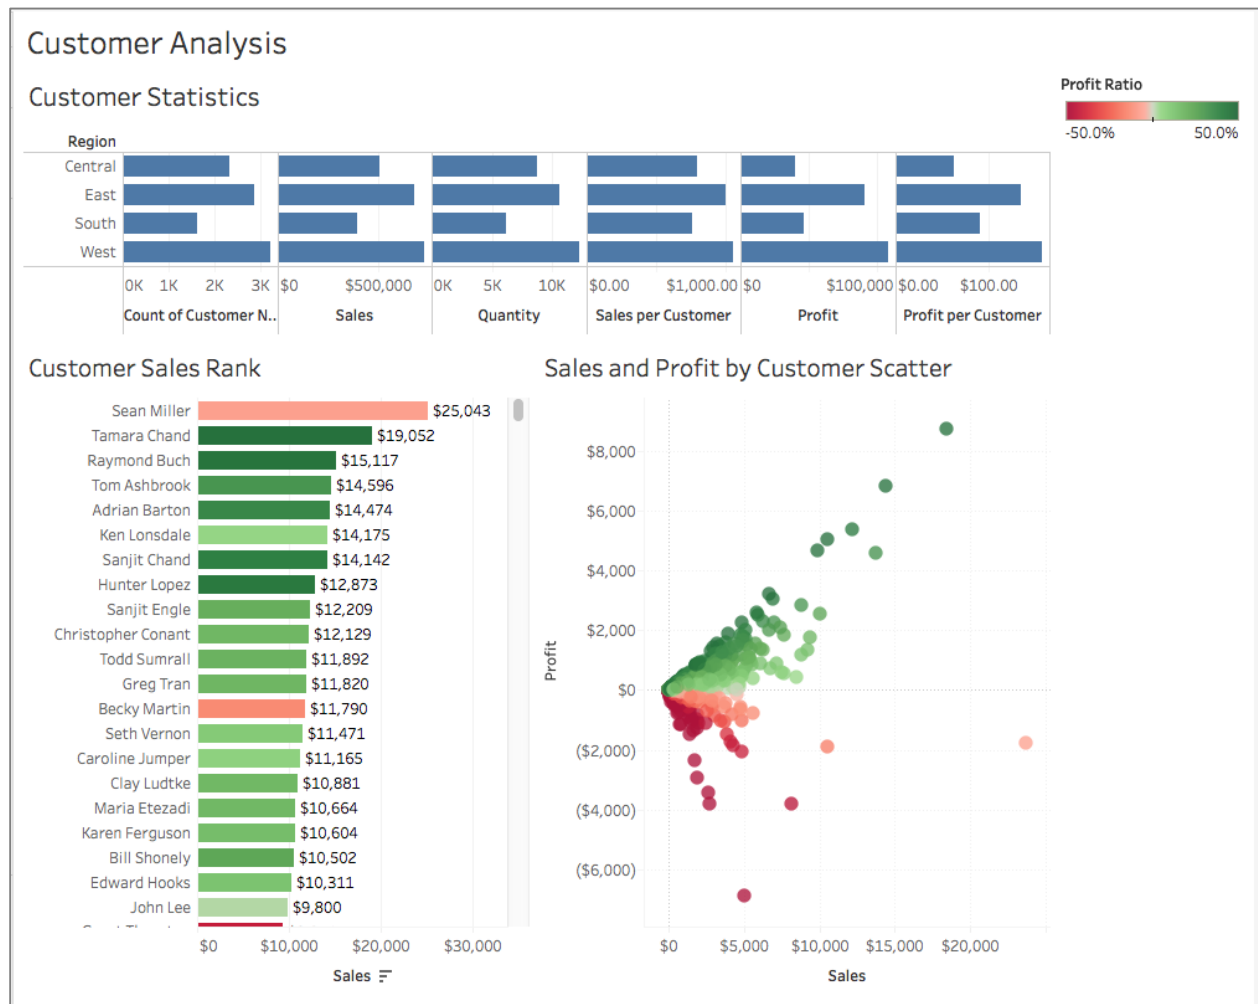 Customer Analysis
Customer Statistics
Profit Ratio
-50.0% 50.0%
Region
Central
East
South
West
0K 1K 2K 3K $0 $500,000 0K 5K 10K $0.00 $1,000.00 $0 $100,000 $0.00 $100.00
Count of Customer N.. Sales Quantity Sales per Customer Profit Profit per Customer
Customer Sales Rank
Sean Miller $25,043
Tamara Chand $19,052
Raymond Buch $15,117
Tom Ashbrook $14,596
Adrian Barton $14,474
Ken Lonsdale $14,175
Sanjit Chand $14,142
Hunter Lopez $12,873
Sanjit Engle $12,209
Christopher Conant $12,129
Todd Sumrall $11,892
Greg Tran $11,820
Becky Martin $11,790
Seth Vernon $11,471
Caroline Jumper $11,165
Clay Ludtke $10,881
Maria Etezadi $10,664
Karen Ferguson $10,604
Bill Shonely $10,502
Edward Hooks $10,311
John Lee $9,800
$0 $10,000 $20,000 $30,000
Sales
Sales and Profit by Customer Scatter
Profit
$8,000
$6,000
$4,000
$2,000
$0
($2,000)
($4,000)
($6,000)
$0 $5,000 $10,000 $15,000 $20,000
Sales